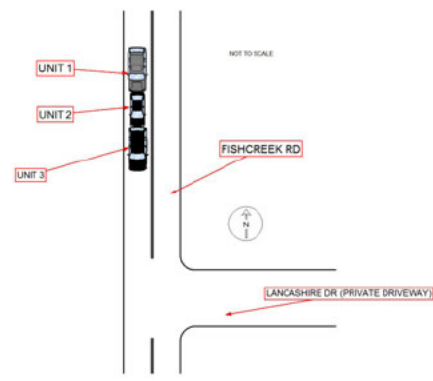 NOT TO SCALE
UNIT 1
UNIT 2
FISHCREEK RD
UNIT 3
N
LANCASHIRE DR (PRIVATE DRIVEWAY)